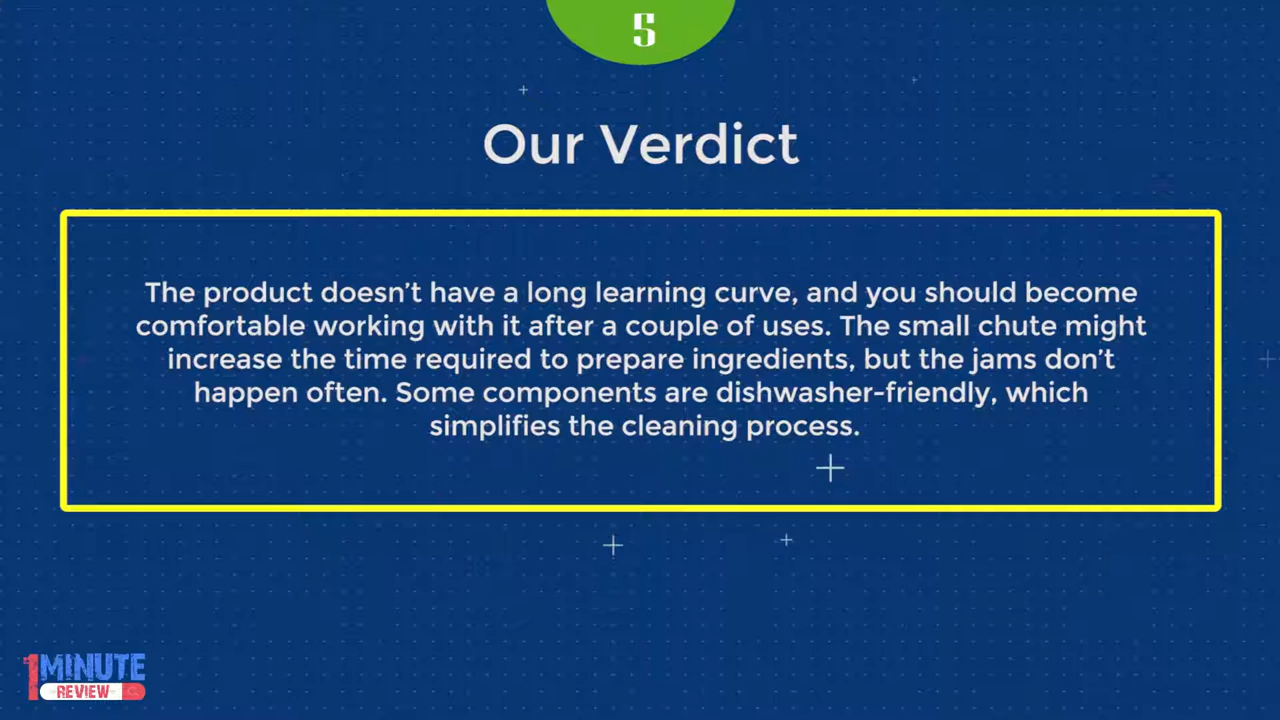 5
Our Verdict
The product doesn't have a long learning curve, and you should become
comfortable working with it after a couple of uses. The small chute might
increase the time required to prepare ingredients, but the jams don't
happen often. Some components are dishwasher-friendly, which
simplifies the cleaning process.
1MINUTE
REVIEW